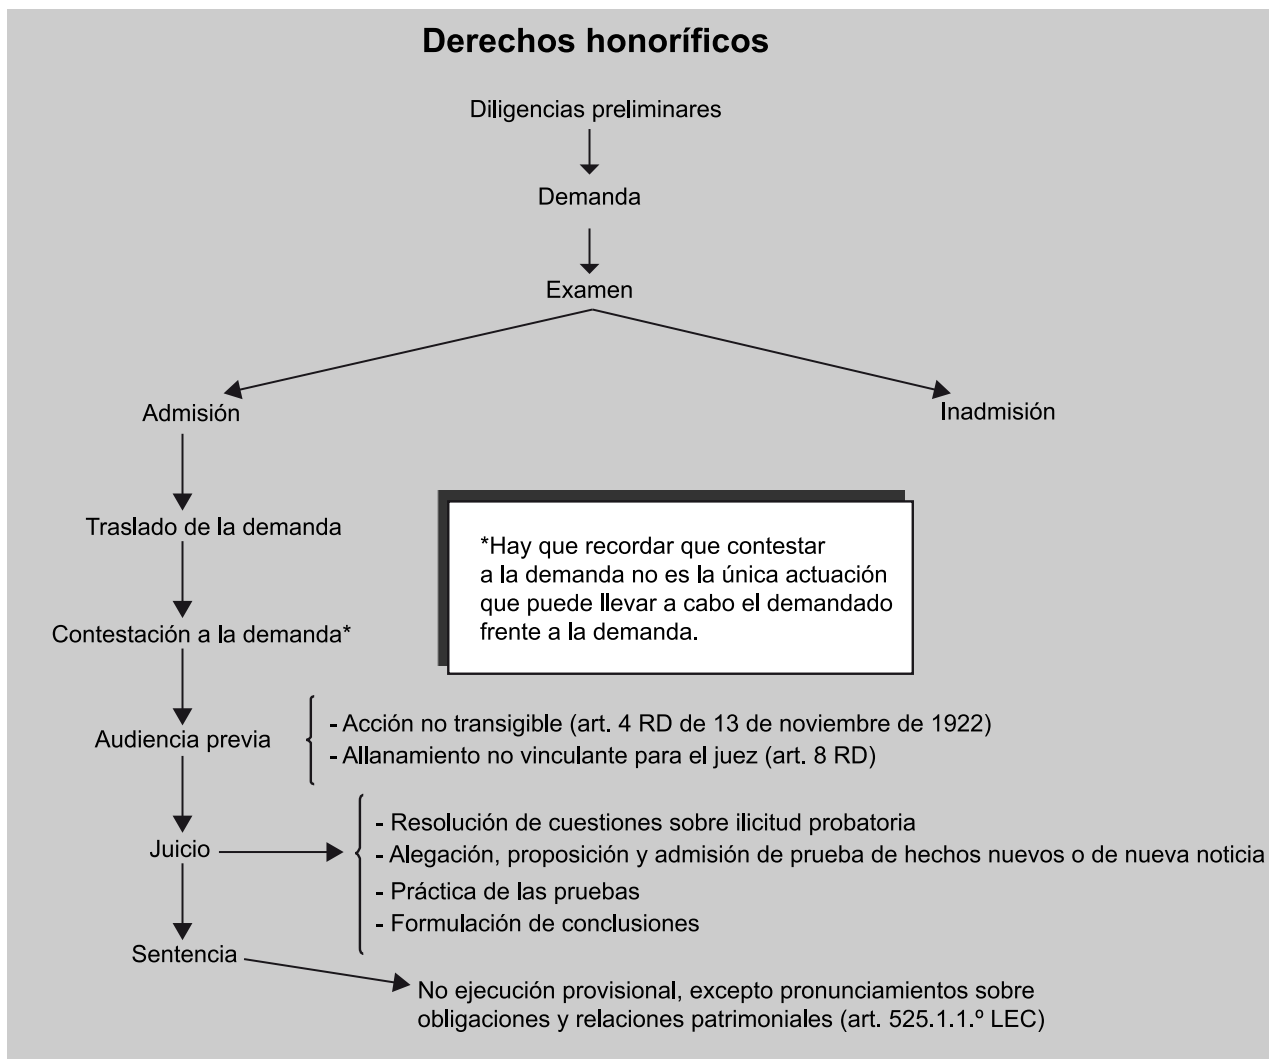 Derechos honoríficos
Diligencias preliminares
Demanda
Examen
Admisión
Inadmisión
Traslado de la demanda
*Hay que recordar que contestar
a la demanda no es la única actuación
que puede llevar a cabo el demandado
frente a la demanda.
Contestación a la demanda*
Audiencia previa
- Acción no transigible (art. 4 RD de 13 de noviembre de 1922)
- Allanamiento no vinculante para el juez (art. 8 RD)
Juicio
- Resolución de cuestiones sobre ilicitud probatoria
- Alegación, proposición y admisión de prueba de hechos nuevos o de nueva noticia
- Práctica de las pruebas
- Formulación de conclusiones
Sentencia
No ejecución provisional, excepto pronunciamientos sobre
obligaciones y relaciones patrimoniales (art. 525.1.1.º LEC)